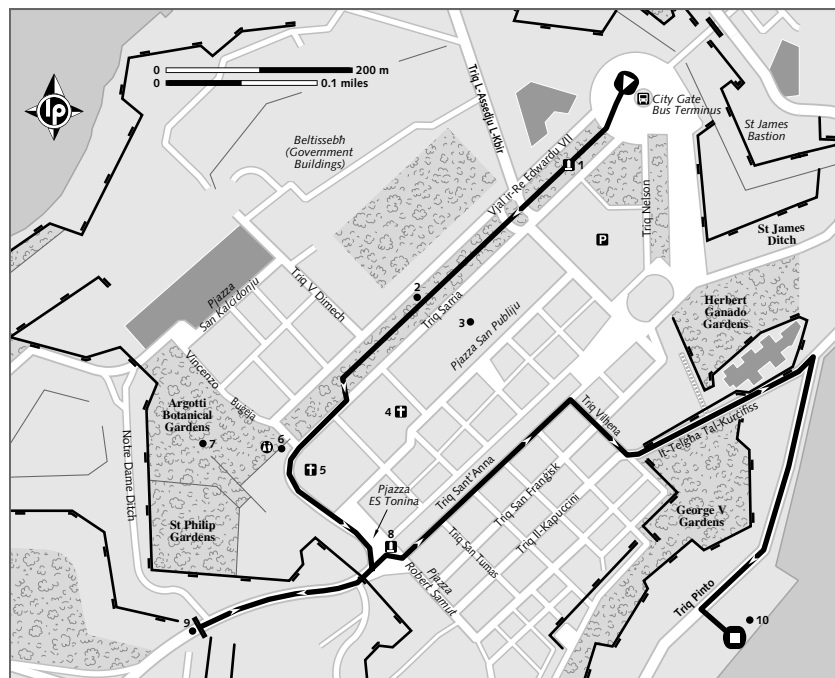 0 200 m
0 0.1 miles
lp
Triq L-Assedju L-Kbir
City Gate
Bus Terminus
St James
Bastion
Beltissebh
(Government
Buildings)
Vjal ir-Re Edwardu VII
1
Triq Nelson
P
St James
Ditch
Pjazza
San Kalcidonju
Triq V Dimech
2
Triq Sarria
3
Pjazza San Publiju
Herbert
Ganado
Gardens
Vincenzo
Bugeja
Argotti
Botanical
Gardens
7
6
4
5
Triq Vilhena
It-Telgha Tal-Kurcifiss
Notre Dame Ditch
Pjazza
ES Tonina
Triq Sant'Anna
Triq San Frangisk
Triq Il-Kapuccini
George V
Gardens
St Philip
Gardens
8
Triq San Tumas
Pjazza
Robert Samut
Triq Pinto
9
10